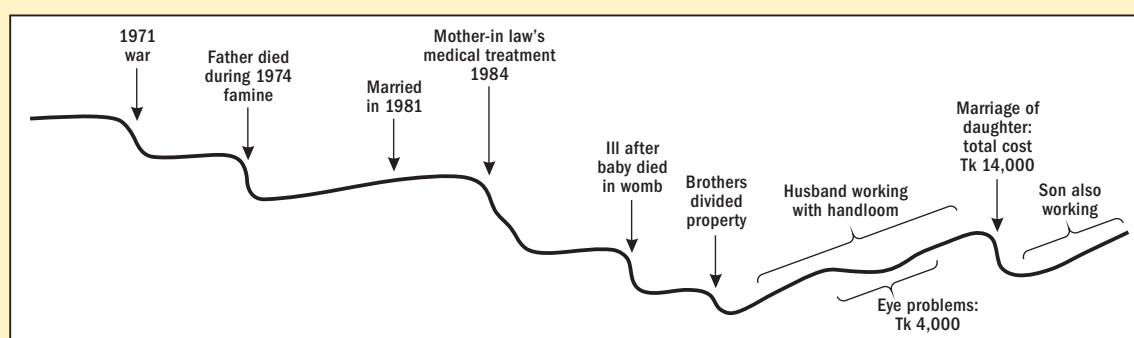 1971
war
Father died
during 1974
famine
Married
in 1981
Mother-in law's
medical treatment
1984
Ill after
baby died
in womb
Brothers
divided
property
Husband working
with handloom
Eye problems:
Tk 4,000
Marriage of
daughter:
total cost
Tk 14,000
Son also
working